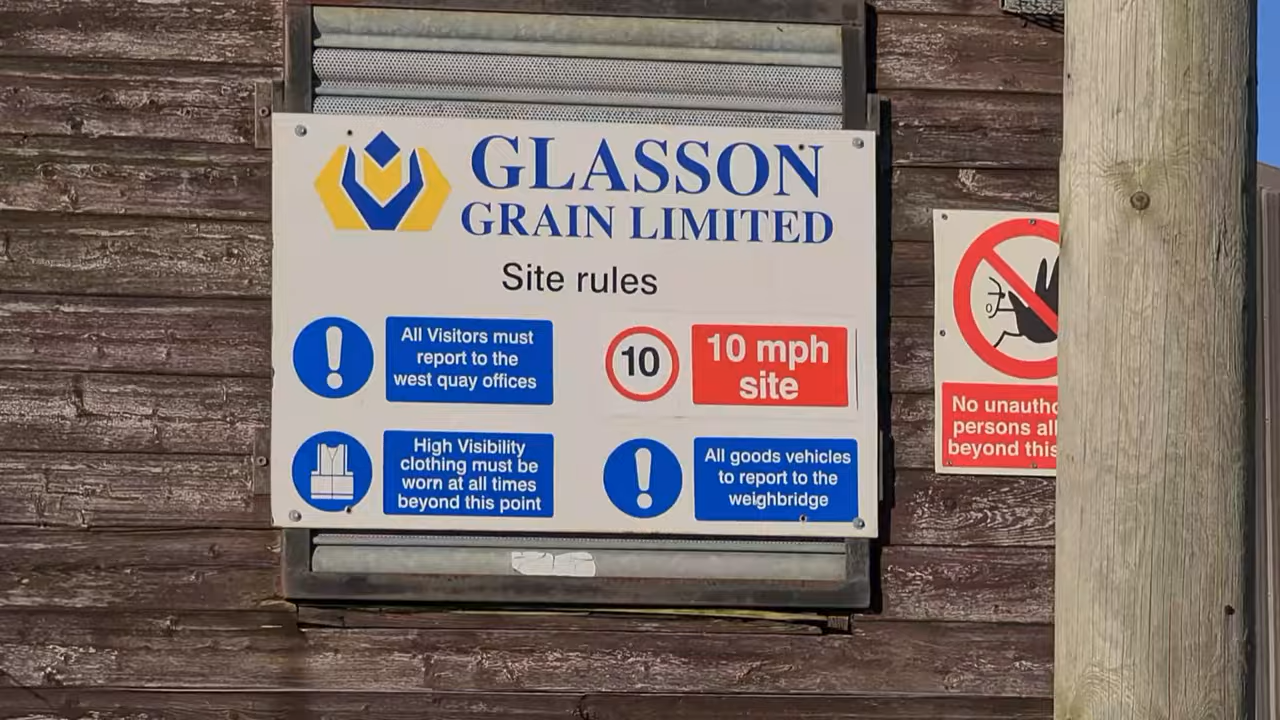 GLASSON
GRAIN LIMITED
Site rules
All Visitors must
report to the
west quay offices
10
10 mph
site
High Visibility
clothing must be
worn at all times
beyond this point
All goods vehicles
to report to the
weighbridge
No unautho
persons all
beyond this